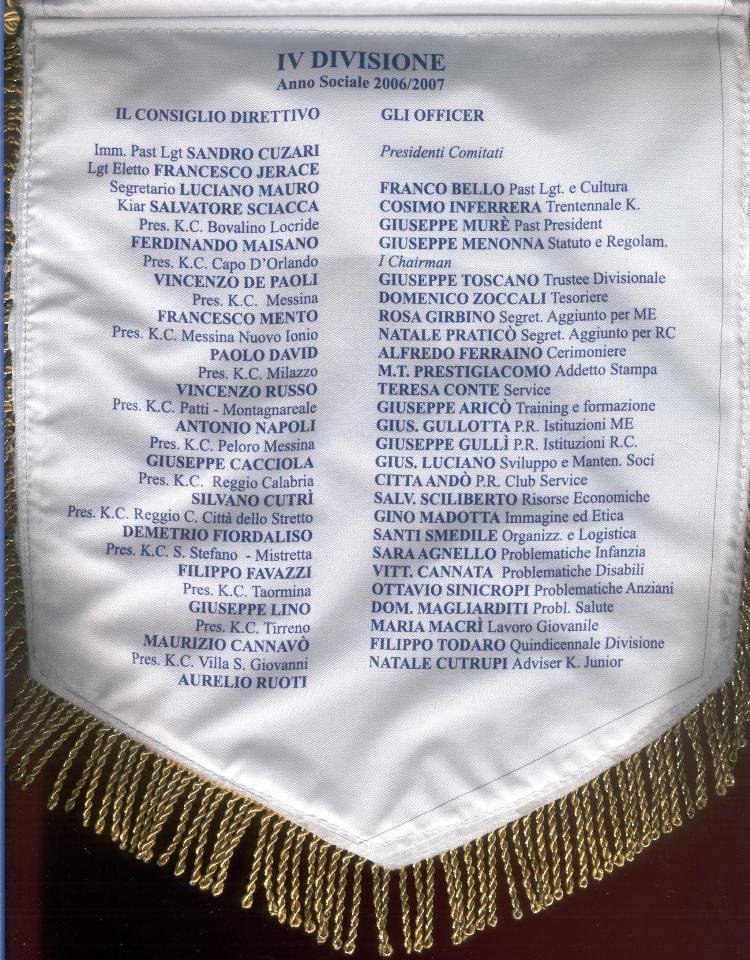 IV DIVISIONE
Anno Sociale 2006/2007
IL CONSIGLIO DIRETTIVO
Imm. Past Lgt SANDRO CUZARI
Lgt Eletto FRANCESCO JERACE
Segretario LUCIANO MAURO
Kiar SALVATORE SCIACCA
Pres. K.C. Bovalino Locride
FERDINANDO MAISANO
Pres. K.C. Capo D'Orlando
VINCENZO DE PAOLI
Pres. K.C. Messina
FRANCESCO MENTO
Pres. K.C. Messina Nuovo Ionio
PAOLO DAVID
Pres. K.C. Milazzo
VINCENZO RUSSO
Pres. K.C. Patti - Montagnareale
ANTONIO NAPOLI
Pres. K.C. Peloro Messina
GIUSEPPE CACCIOLA
Pres. K.C. Reggio Calabria
SILVANO CUTRÌ
Pres. K.C. Reggio C. Città dello Stretto
DEMETRIO FIORDALISO
Pres. K.C. S. Stefano - Mistretta
FILIPPO FAVAZZI
Pres. K.C. Taormina
GIUSEPPE LINO
Pres. K.C. Tirreno
MAURIZIO CANNAVÒ
Pres. K.C. Villa S. Giovanni
AURELIO RUOTI
GLI OFFICER
Presidenti Comitati
FRANCO BELLO Past Lgt. e Cultura
COSIMO INFERRERA Trentennale K.
GIUSEPPE MURÈ Past President
GIUSEPPE MENONNA Statuto e Regolam.
I Chairman
GIUSEPPE TOSCANO Trustee Divisionale
DOMENICO ZOCCALI Tesoriere
ROSA GIRBINO Segret. Aggiunto per ME
NATALE PRATICÒ Segret. Aggiunto per RC
ALFREDO FERRAINO Cerimoniere
M.T. PRESTIGIACOMO Addetto Stampa
TERESA CONTE Service
GIUSEPPE ARICÒ Training e formazione
GIUS. GULLOTTA P.R. Istituzioni ME
GIUSEPPE GULLÌ P.R. Istituzioni R.C.
GIUS. LUCIANO Sviluppo e Manten. Soci
CITTA ANDÒ P.R. Club Service
SALV. SCILIBERTO Risorse Economiche
GINO MADOTTA Immagine ed Etica
SANTI SMEDILE Organizz. e Logistica
SARA AGNELLO Problematiche Infanzia
VITT. CANNATA Problematiche Disabili
OTTAVIO SINICROPI Problematiche Anziani
DOM. MAGLIARDITI Probl. Salute
MARIA MACRÌ Lavoro Giovanile
FILIPPO TODARO Quindicennale Divisione
NATALE CUTRUPI Adviser K. Junior